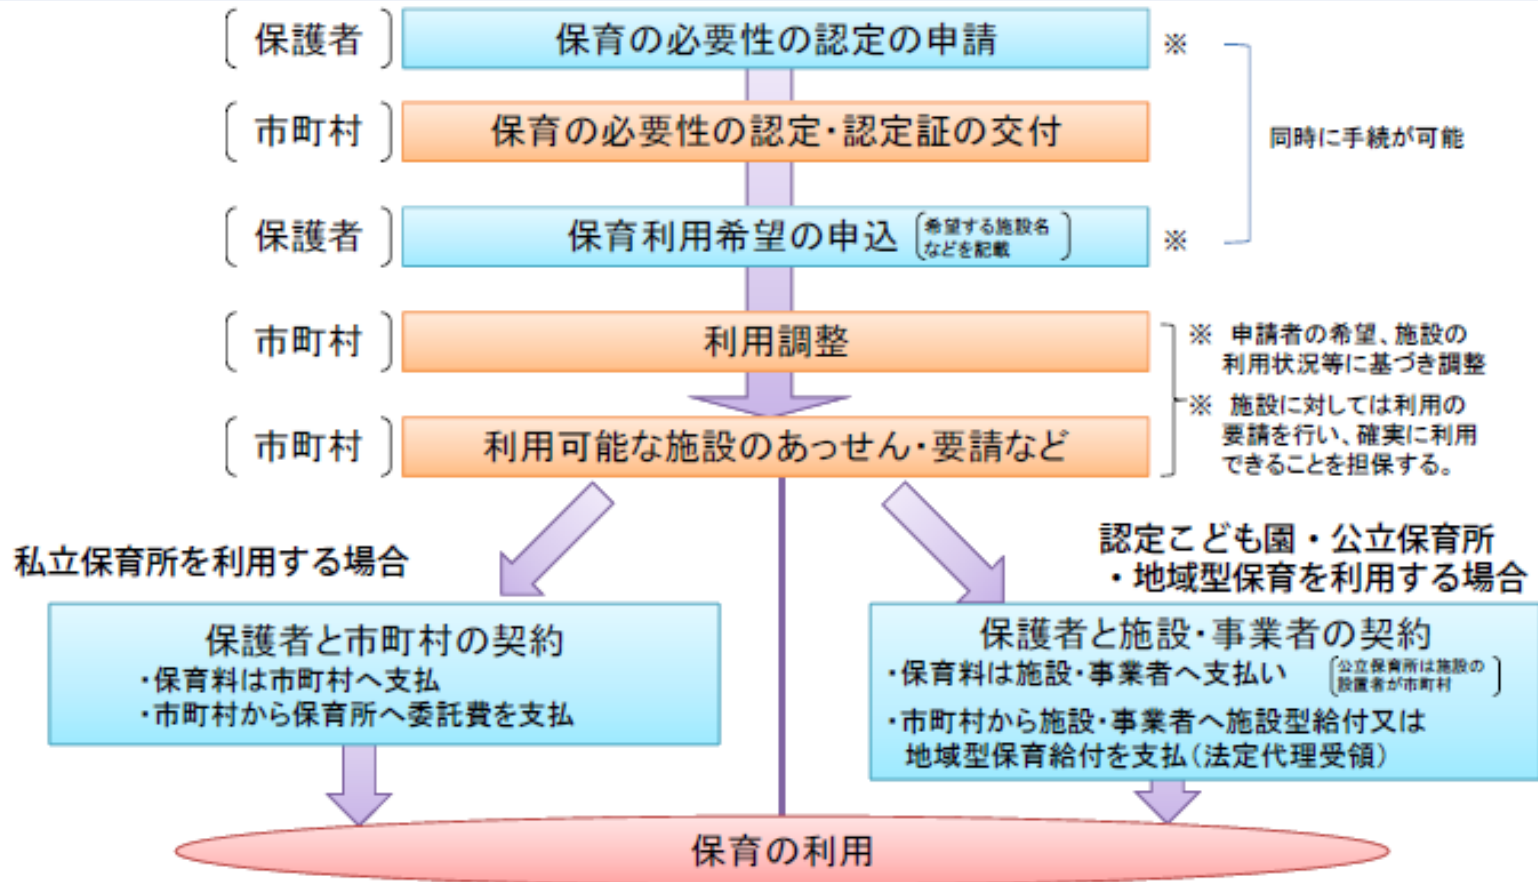 〔 保護者 〕 保育の必要性の認定の申請 ※
〔 市町村 〕 保育の必要性の認定・認定証の交付
同時に手続が可能
〔 保護者 〕 保育利用希望の申込 〔希望する施設名
などを記載〕 ※
〔 市町村 〕 利用調整
※ 申請者の希望、施設の
利用状況等に基づき調整
※ 施設に対しては利用の
要請を行い、確実に利用
できることを担保する。
〔 市町村 〕 利用可能な施設のあっせん・要請など
私立保育所を利用する場合
保護者と市町村の契約
・保育料は市町村へ支払
・市町村から保育所へ委託費を支払
認定こども園・公立保育所
・地域型保育を利用する場合
保護者と施設・事業者の契約
・保育料は施設・事業者へ支払い 〔公立保育所は施設の
設置者が市町村〕
・市町村から施設・事業者へ施設型給付又は
地域型保育給付を支払(法定代理受領)
保育の利用